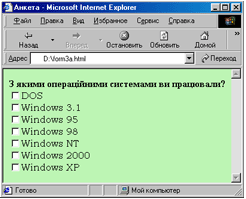 Анкета - Microsoft Internet Explorer
Файл Правка Вид Избранное Сервис Справка
Назад Вперед Остановить Обновить Домой
Адрес D:\form3a.html Переход
З якими операційними системами ви працювали?
DOS
Windows 3.1
Windows 95
Windows 98
Windows NT
Windows 2000
Windows XP
Готово Мой компьютер